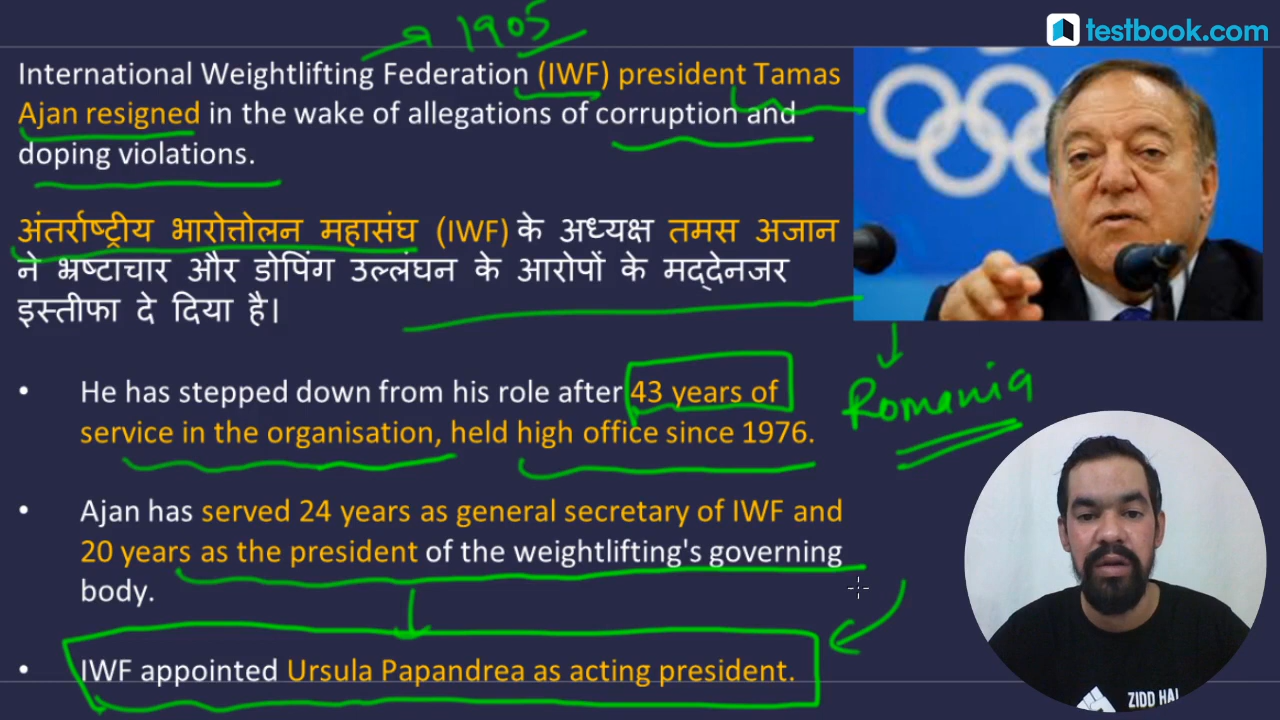 → 1905
testbook.com
International Weightlifting Federation (IWF) president Tamas
Ajan resigned in the wake of allegations of corruption and
doping violations.
अंतर्राष्ट्रीय भारोत्तोलन महासंघ (IWF) के अध्यक्ष तमस अजान
ने भ्रष्टाचार और डोपिंग उल्लंघन के आरोपों के मद्देनजर
इस्तीफा दे दिया है।
• He has stepped down from his role after 43 years of
service in the organisation, held high office since 1976.
Romania
• Ajan has served 24 years as general secretary of IWF and
20 years as the president of the weightlifting's governing
body.
• IWF appointed Ursula Papandrea as acting president.
ZIDD HAI